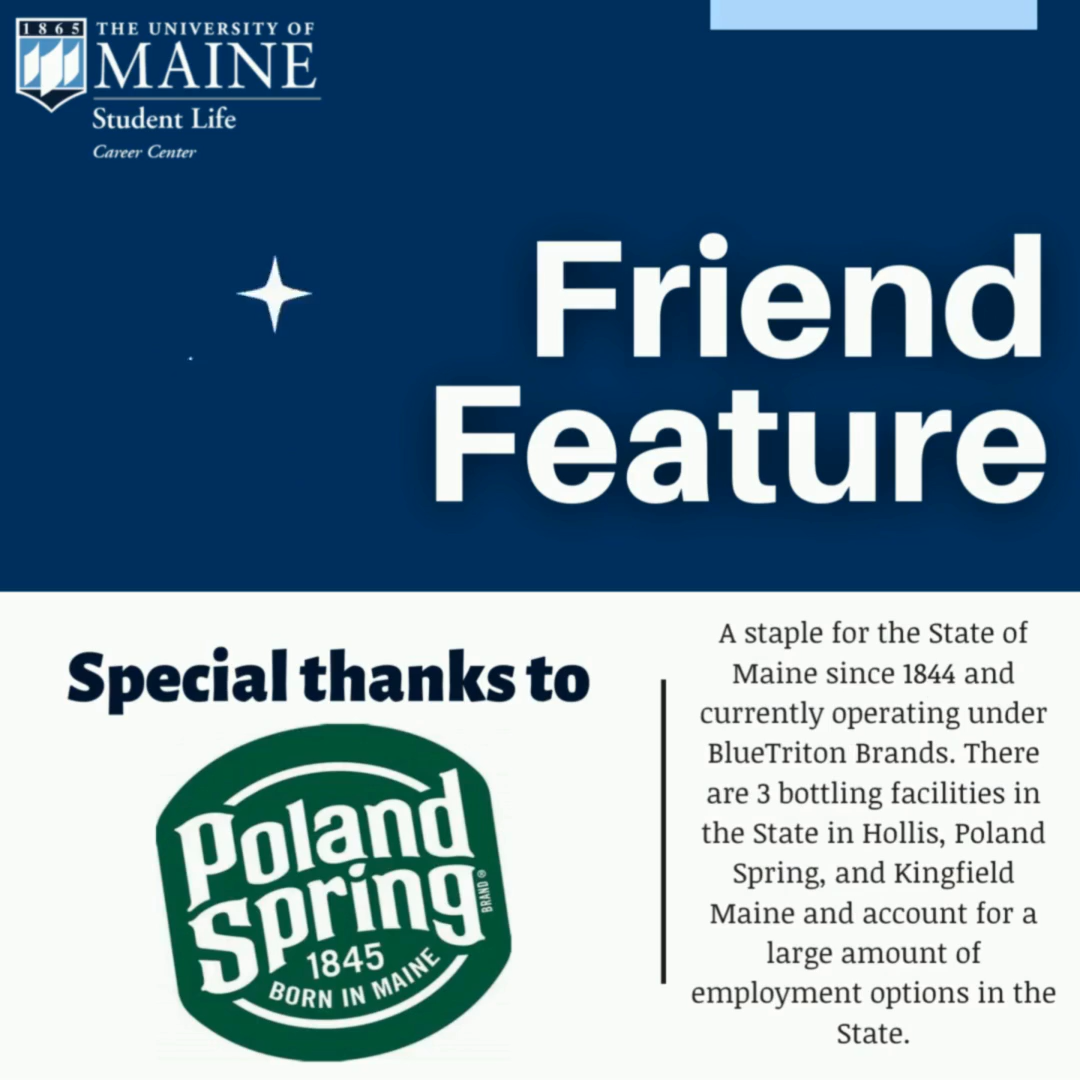 1865
THE UNIVERSITY OF
MAINE
Student Life
Career Center
Friend
Feature
Special thanks to
Poland
Spring
BRAND®
1845
BORN IN MAINE
A staple for the State of
Maine since 1844 and
currently operating under
BlueTriton Brands. There
are 3 bottling facilities in
the State in Hollis, Poland
Spring, and Kingfield
Maine and account for a
large amount of
employment options in the
State.